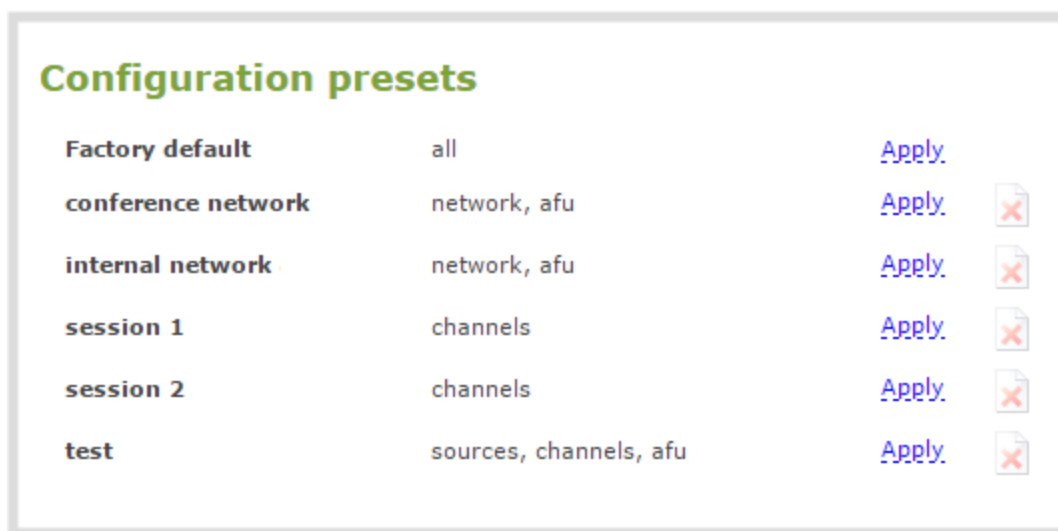 Configuration presets
Factory default all Apply
conference network network, afu Apply
internal network network, afu Apply
session 1 channels Apply
session 2 channels Apply
test sources, channels, afu Apply